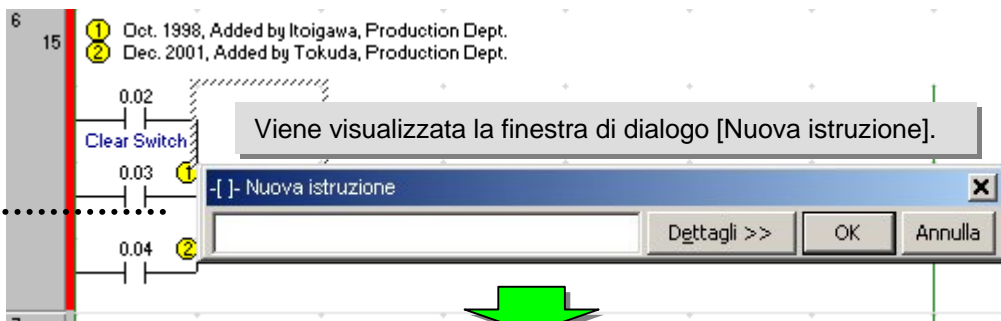 6
15
1 Oct. 1998, Added by Itoigawa, Production Dept.
2 Dec. 2001, Added by Tokuda, Production Dept.
0.02
Viene visualizzata la finestra di dialogo [Nuova istruzione].
Clear Switch
0.03 1
-[ ]- Nuova istruzione
Dettagli >> OK Annulla
0.04 2